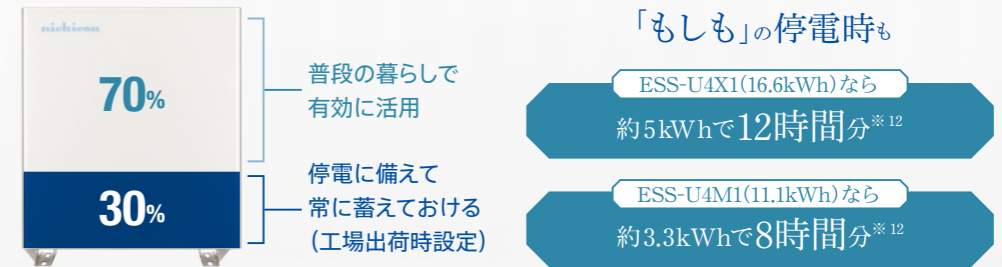 nichicon
70%
30%
普段の暮らしで
有効に活用
停電に備えて
常に蓄えておける
(工場出荷時設定)
「もしも」の停電時も
ESS-U4X1(16.6kWh)なら
約5kWhで12時間分※12
ESS-U4M1(11.1kWh)なら
約3.3kWhで8時間分※12